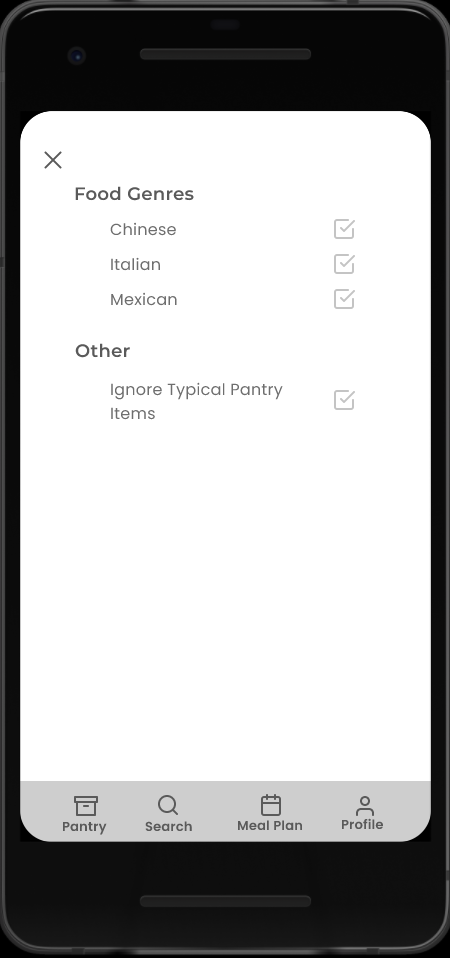 Food Genres
Chinese
Italian
Mexican
Other
Ignore Typical Pantry
Items
Pantry
Search
Meal Plan
Profile